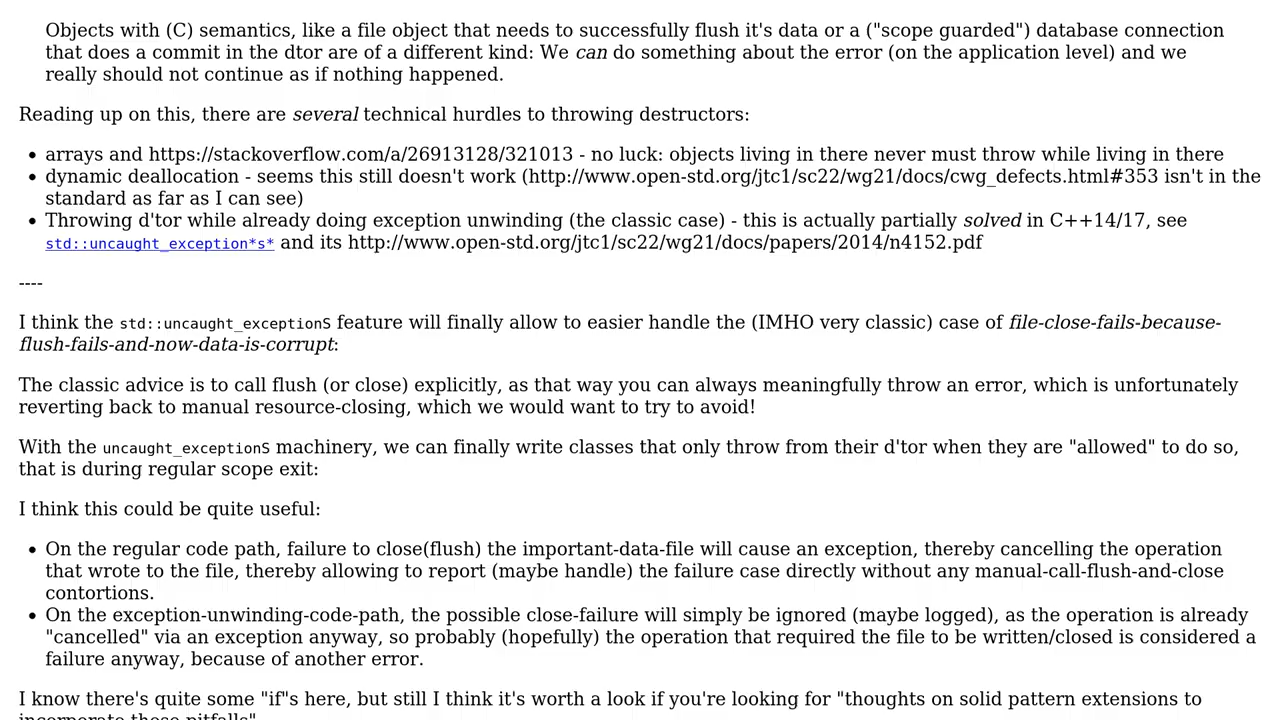 Objects with (C) semantics, like a file object that needs to successfully flush it's data or a ("scope guarded") database connection
that does a commit in the dtor are of a different kind: We can do something about the error (on the application level) and we
really should not continue as if nothing happened.
Reading up on this, there are several technical hurdles to throwing destructors:
• arrays and https://stackoverflow.com/a/26913128/321013 - no luck: objects living in there never must throw while living in there
• dynamic deallocation - seems this still doesn't work (http://www.open-std.org/jtc1/sc22/wg21/docs/cwg_defects.html#353 isn't in the
standard as far as I can see)
• Throwing d'tor while already doing exception unwinding (the classic case) - this is actually partially solved in C++14/17, see
std::uncaught_exception*s* and its http://www.open-std.org/jtc1/sc22/wg21/docs/papers/2014/n4152.pdf
----
I think the std::uncaught_exceptionS feature will finally allow to easier handle the (IMHO very classic) case of file-close-fails-because-
flush-fails-and-now-data-is-corrupt:
The classic advice is to call flush (or close) explicitly, as that way you can always meaningfully throw an error, which is unfortunately
reverting back to manual resource-closing, which we would want to try to avoid!
With the uncaught_exceptionS machinery, we can finally write classes that only throw from their d'tor when they are "allowed" to do so,
that is during regular scope exit:
I think this could be quite useful:
• On the regular code path, failure to close(flush) the important-data-file will cause an exception, thereby cancelling the operation
that wrote to the file, thereby allowing to report (maybe handle) the failure case directly without any manual-call-flush-and-close
contortions.
• On the exception-unwinding-code-path, the possible close-failure will simply be ignored (maybe logged), as the operation is already
"cancelled" via an exception anyway, so probably (hopefully) the operation that required the file to be written/closed is considered a
failure anyway, because of another error.
I know there's quite some "if"s here, but still I think it's worth a look if you're looking for "thoughts on solid pattern extensions to
incorporate these pitfalls"